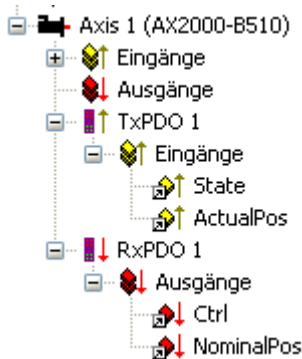 Axis 1 (AX2000-B510)
Eingänge
Ausgänge
TxPDO 1
Eingänge
State
ActualPos
RxPDO 1
Ausgänge
Ctrl
NominalPos